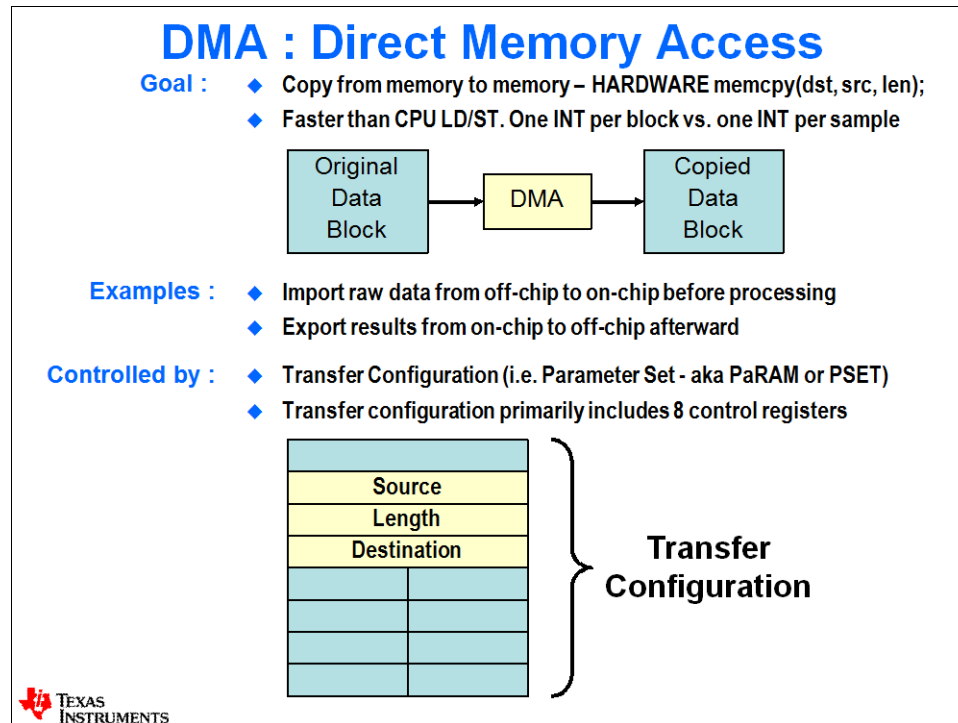 DMA : Direct Memory Access
Goal :
Copy from memory to memory – HARDWARE memcpy(dst, src, len);
Faster than CPU LD/ST. One INT per block vs. one INT per sample
Original
Data
Block
DMA
Copied
Data
Block
Examples :
Import raw data from off-chip to on-chip before processing
Export results from on-chip to off-chip afterward
Controlled by :
Transfer Configuration (i.e. Parameter Set - aka PaRAM or PSET)
Transfer configuration primarily includes 8 control registers
Source
Length
Destination
Transfer
Configuration
TEXAS
INSTRUMENTS